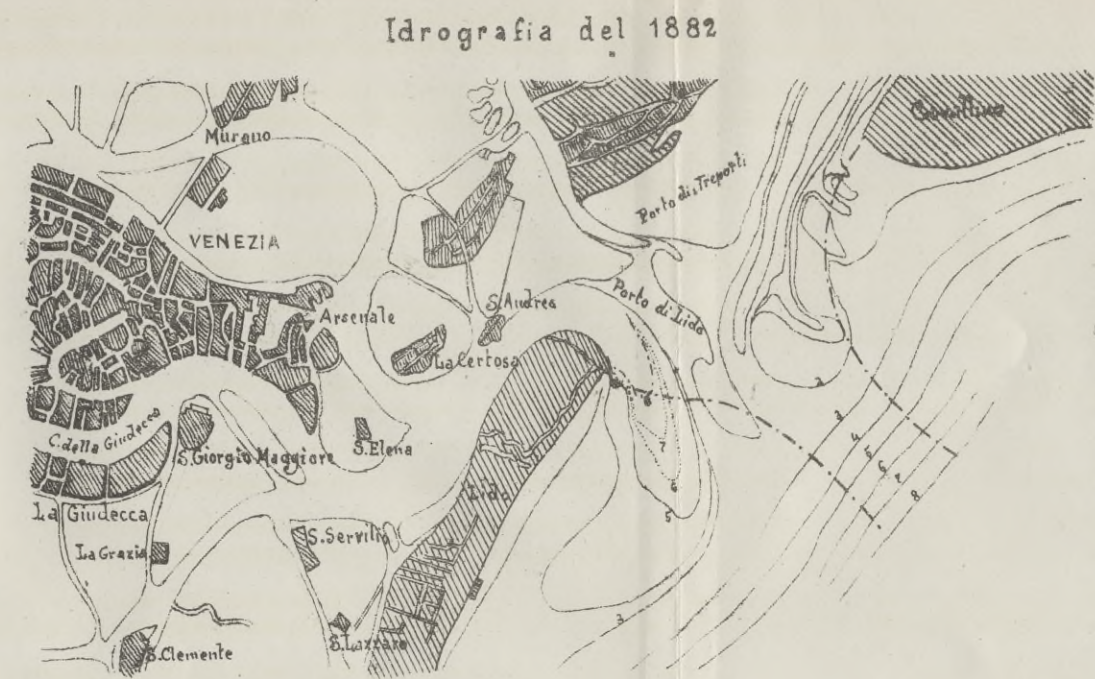 Idrografia del 1882
Murano
Cavallino
Porto di Treporti
VENEZIA
S. Andrea
Porto di Lido
Arsenale
La Certosa
2
C. della Giudecca
S. Elena
S. Giorgio Maggiore
Lido
8
7
6
5
3
4
5
6
7
8
La Giudecca
S. Servilio
La Grazia
3
S. Lazzaro
S. Clemente